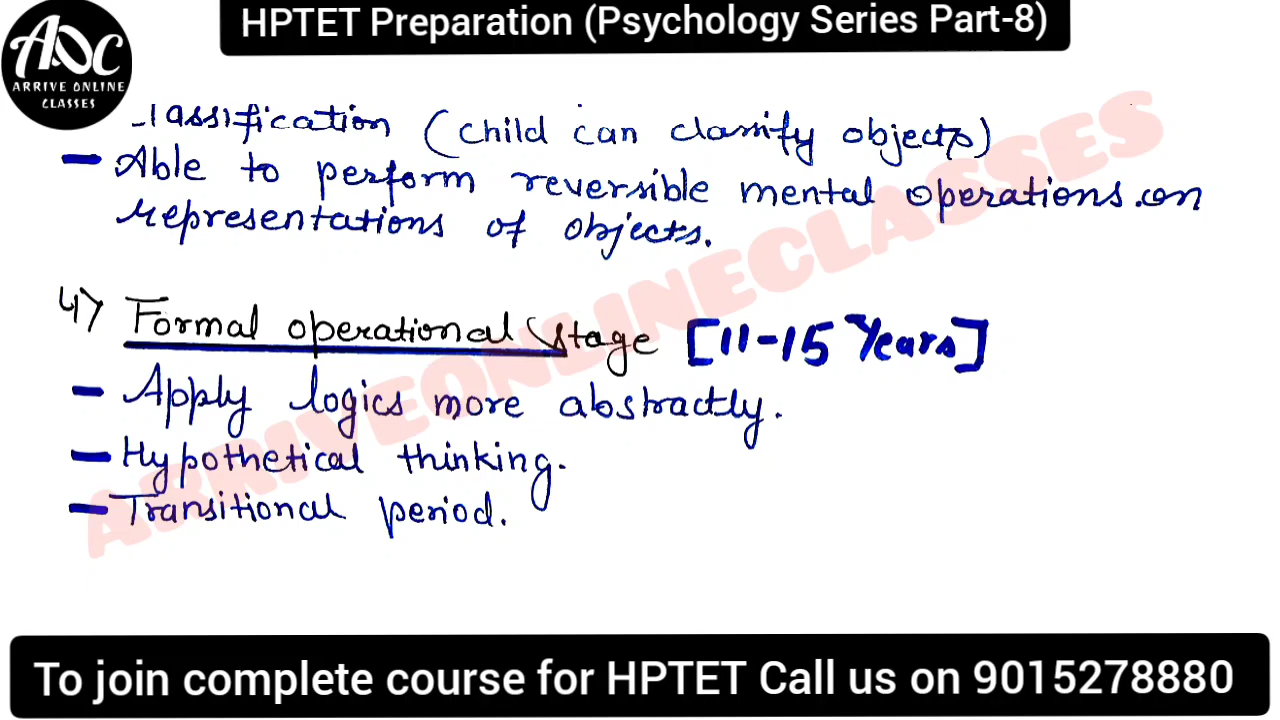 HPTET Preparation (Psychology Series Part-8)
ADC
ARRIVE ONLINE
CLASSES
Classification (child can classify objects)
- Able to perform reversible mental operations on
representations of objects.
ARRIVEONLINECLASSES
4) Formal operational stage [11-15 Years]
- Apply logics more abstractly.
- Hypothetical thinking.
- Transitional period.
To join complete course for HPTET Call us on 9015278880